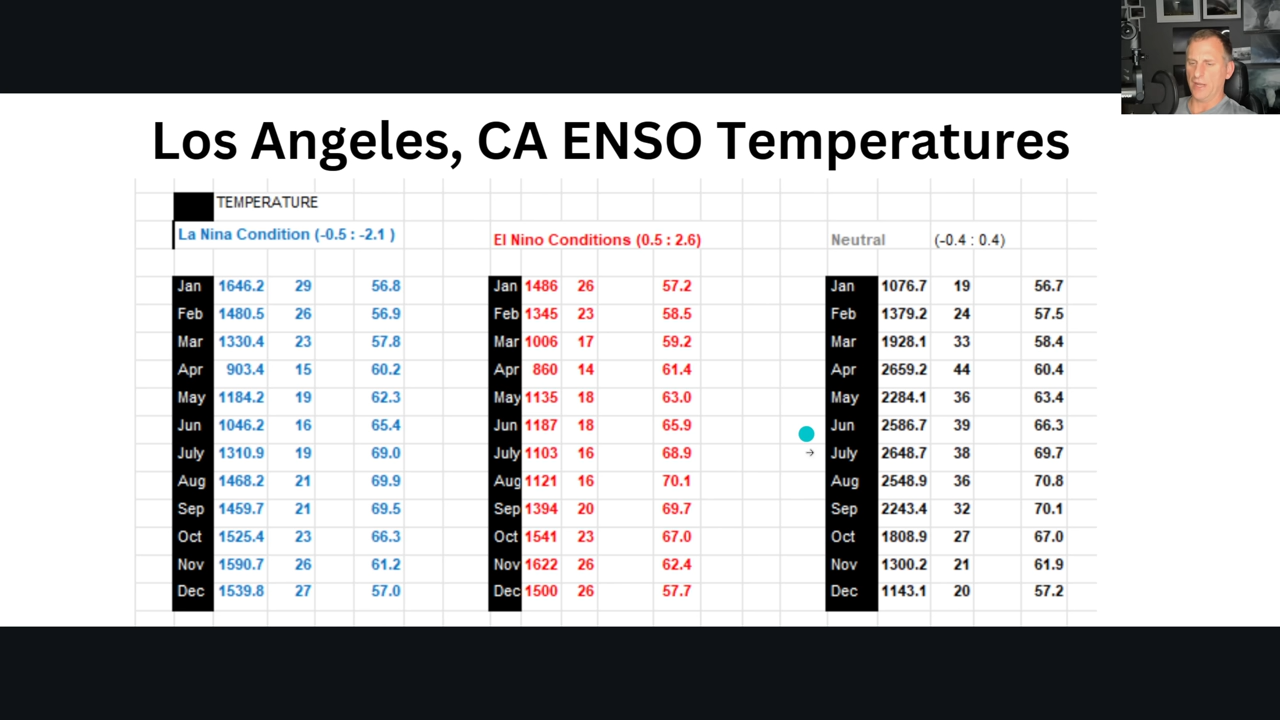 Los Angeles, CA ENSO Temperatures
TEMPERATURE
La Nina Condition (-0.5 : -2.1 ) El Nino Conditions (0.5 : 2.6) Neutral (-0.4 : 0.4)
Jan 1646.2 29 56.8 Jan 1486 26 57.2 Jan 1076.7 19 56.7
Feb 1480.5 26 56.9 Feb 1345 23 58.5 Feb 1379.2 24 57.5
Mar 1330.4 23 57.8 Mar 1006 17 59.2 Mar 1928.1 33 58.4
Apr 903.4 15 60.2 Apr 860 14 61.4 Apr 2659.2 44 60.4
May 1184.2 19 62.3 May 1135 18 63.0 May 2284.1 36 63.4
Jun 1046.2 16 65.4 Jun 1187 18 65.9 Jun 2586.7 39 66.3
July 1310.9 19 69.0 July 1103 16 68.9 July 2648.7 38 69.7
Aug 1468.2 21 69.9 Aug 1121 16 70.1 Aug 2548.9 36 70.8
Sep 1459.7 21 69.5 Sep 1394 20 69.7 Sep 2243.4 32 70.1
Oct 1525.4 23 66.3 Oct 1541 23 67.0 Oct 1808.9 27 67.0
Nov 1590.7 26 61.2 Nov 1622 26 62.4 Nov 1300.2 21 61.9
Dec 1539.8 27 57.0 Dec 1500 26 57.7 Dec 1143.1 20 57.2